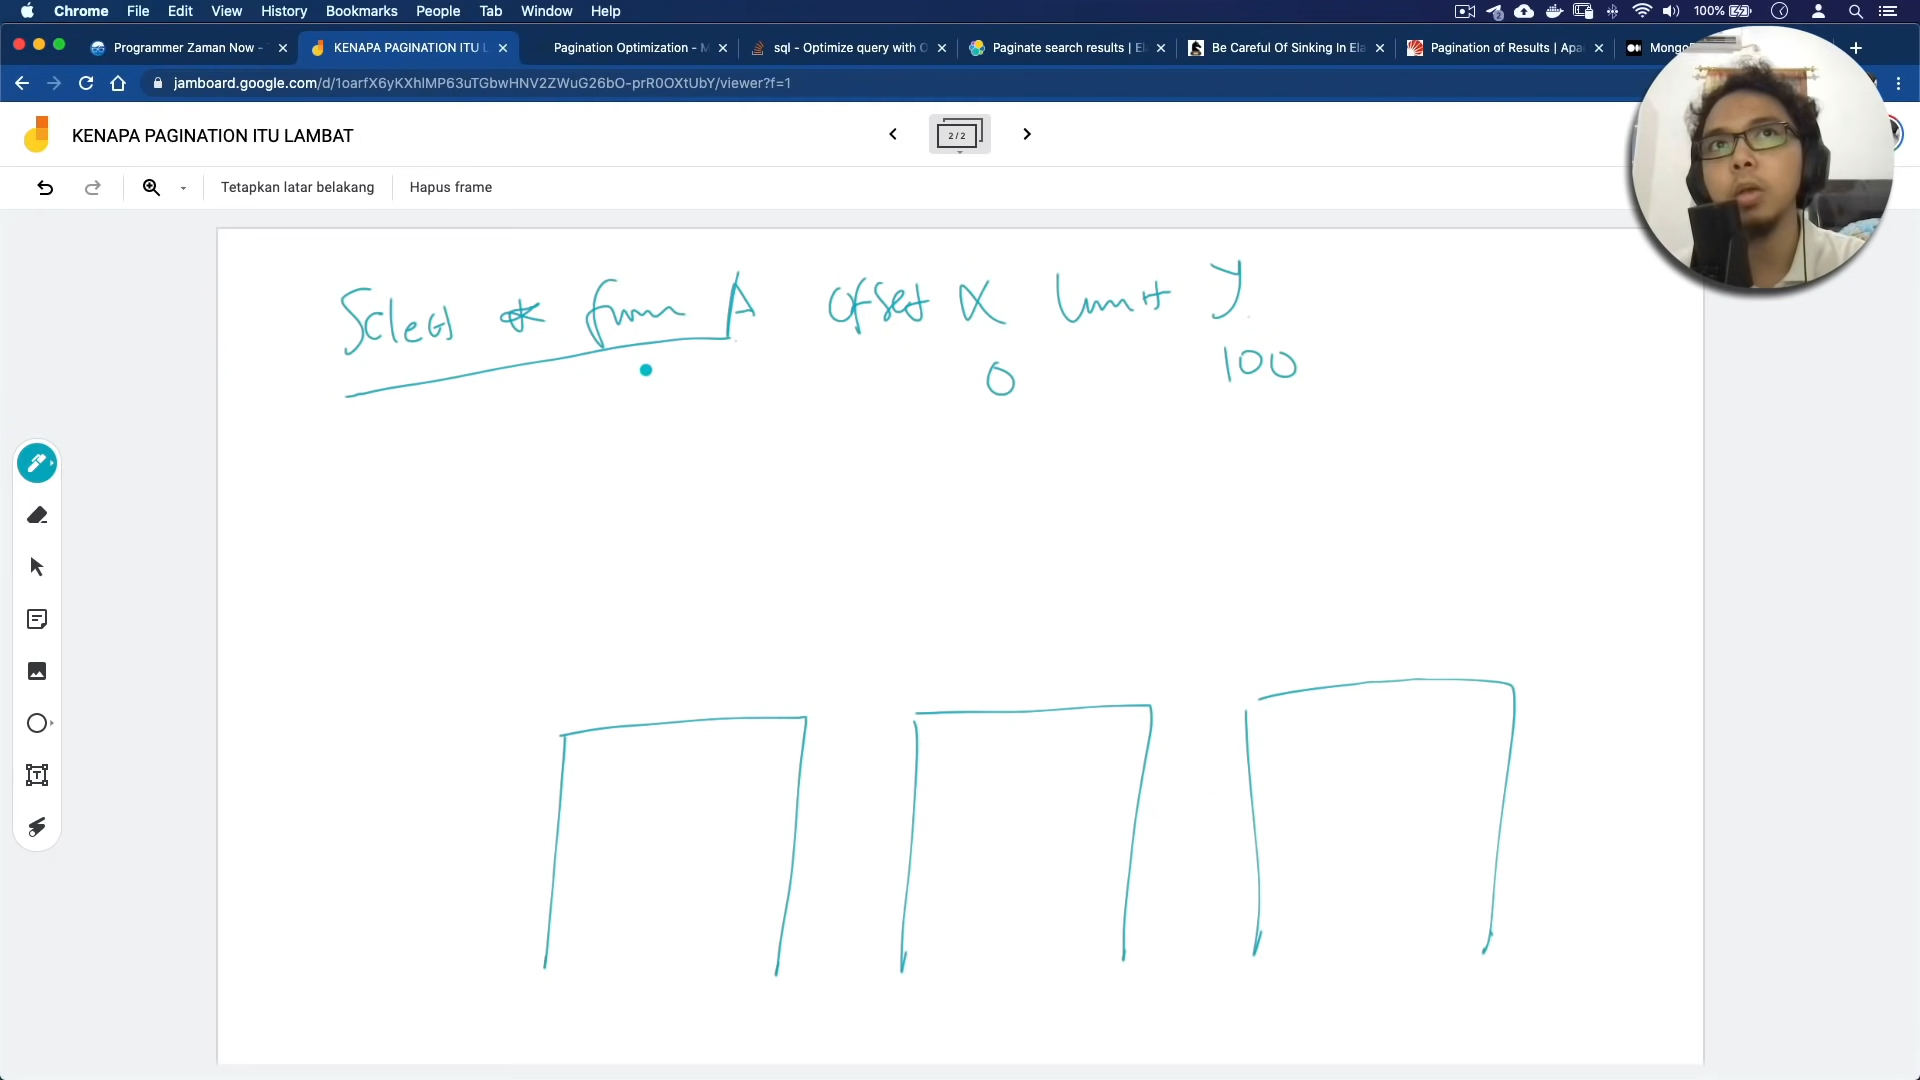 Chrome File Edit View History Bookmarks People Tab Window Help 100%
Programmer Zaman Now -
KENAPA PAGINATION ITU L
Pagination Optimization - M
sql - Optimize query with O
Paginate search results | El
Be Careful Of Sinking In Ela
Pagination of Results | Apa
Mongo
jamboard.google.com/d/1oarfX6yKXhlMP63uTGbwHNV2ZWuG26bO-prR0OXtUbY/viewer?f=1
KENAPA PAGINATION ITU LAMBAT
2 / 2
Tetapkan latar belakang Hapus frame
Select * from A ofset X limit Y
0 100